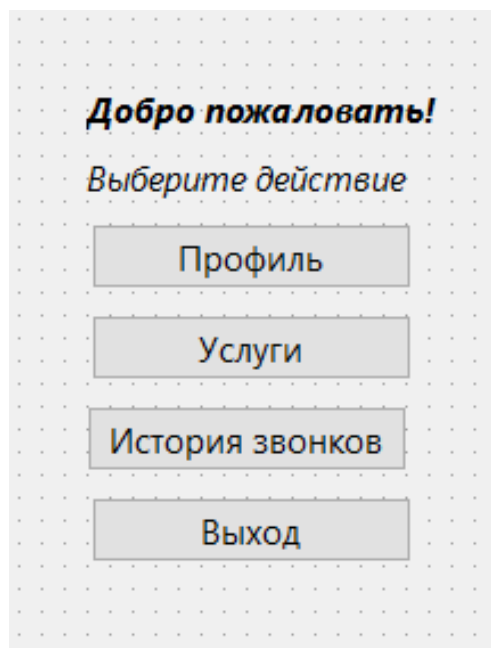 Добро пожаловать!
Выберите действие
Профиль
Услуги
История звонков
Выход